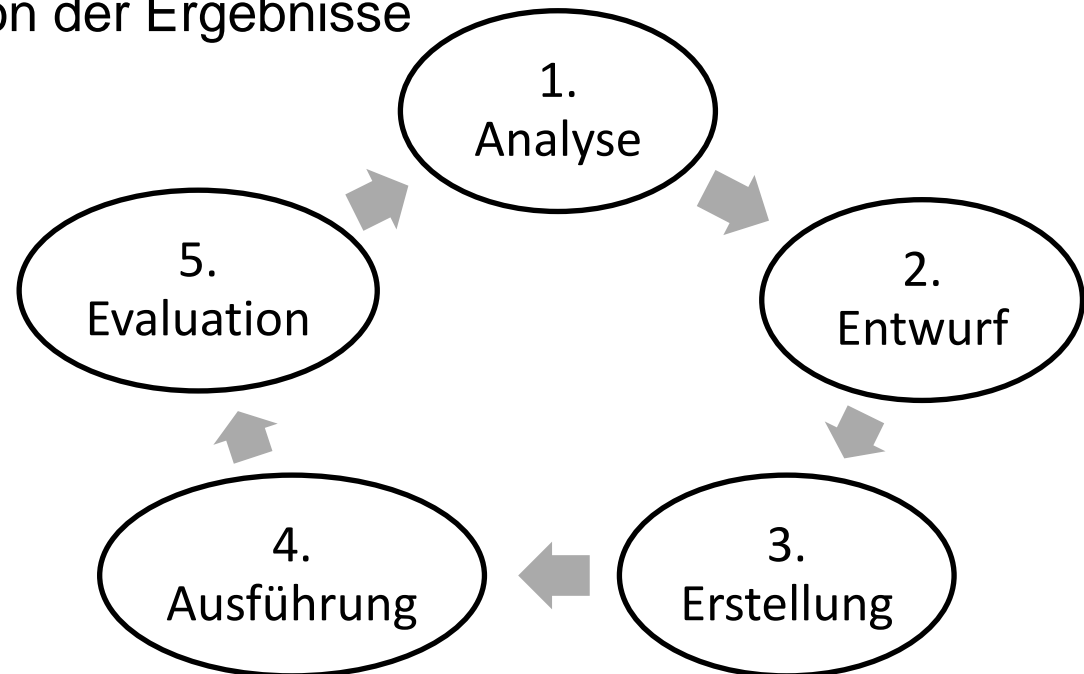 on der Ergebnisse
1.
Analyse
2.
Entwurf
3.
Erstellung
4.
Ausführung
5.
Evaluation